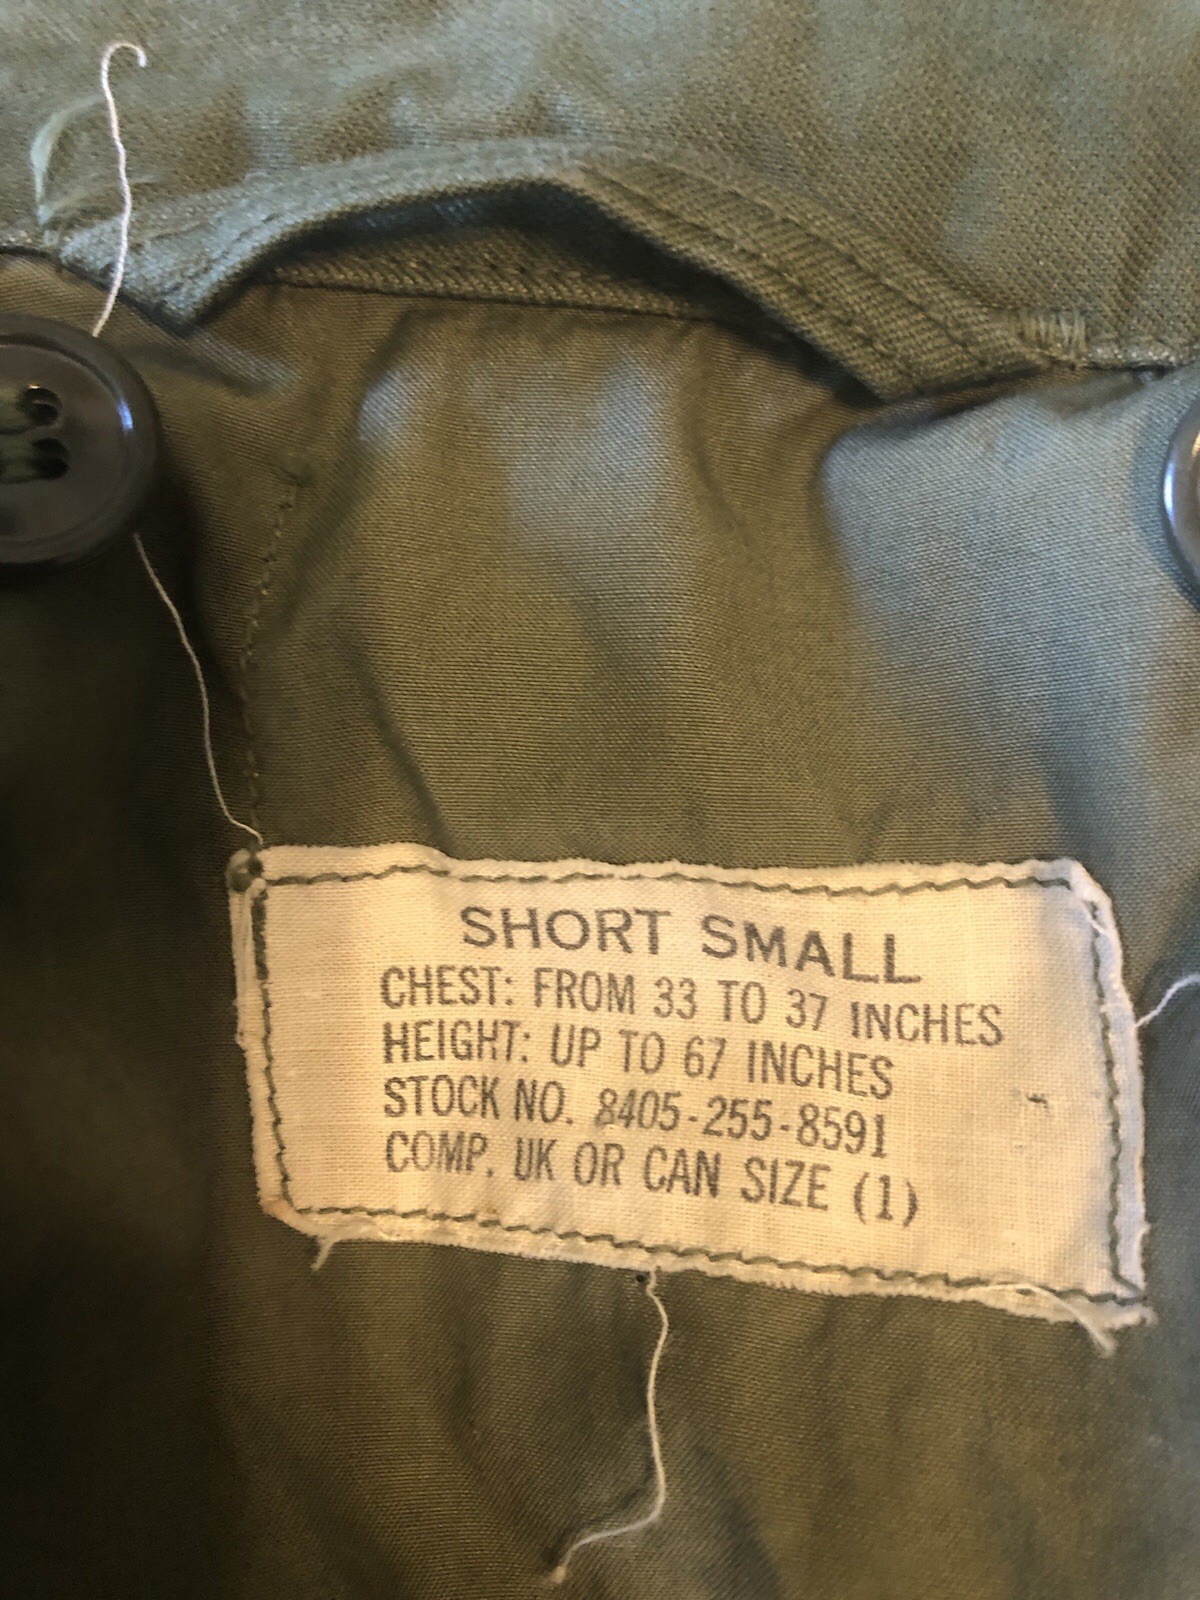 SHORT SMALL
CHEST: FROM 33 TO 37 INCHES
HEIGHT: UP TO 67 INCHES
STOCK NO. 8405-255-8591
COMP. UK OR CAN SIZE (1)